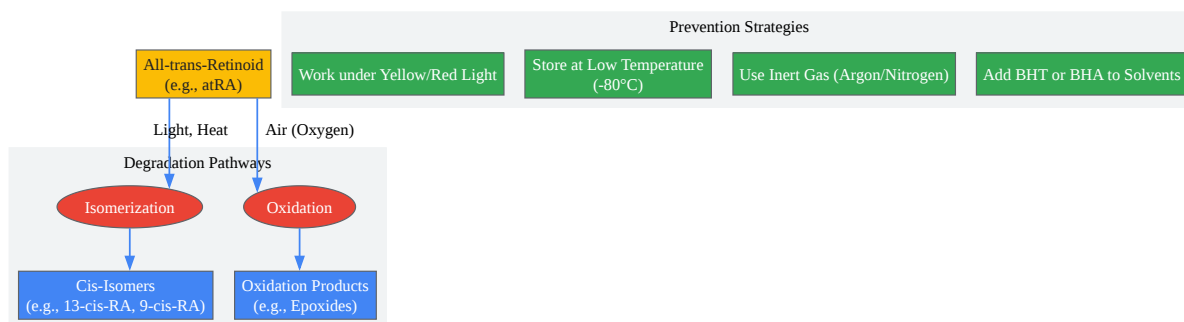 Prevention Strategies
All-trans-Retinoid
(e.g., atRA)
Work under Yellow/Red Light
Store at Low Temperature
(-80°C)
Use Inert Gas (Argon/Nitrogen)
Add BHT or BHA to Solvents
Light, Heat
Air (Oxygen)
Degradation Pathways
Isomerization
Oxidation
Cis-Isomers
(e.g., 13-cis-RA, 9-cis-RA)
Oxidation Products
(e.g., Epoxides)